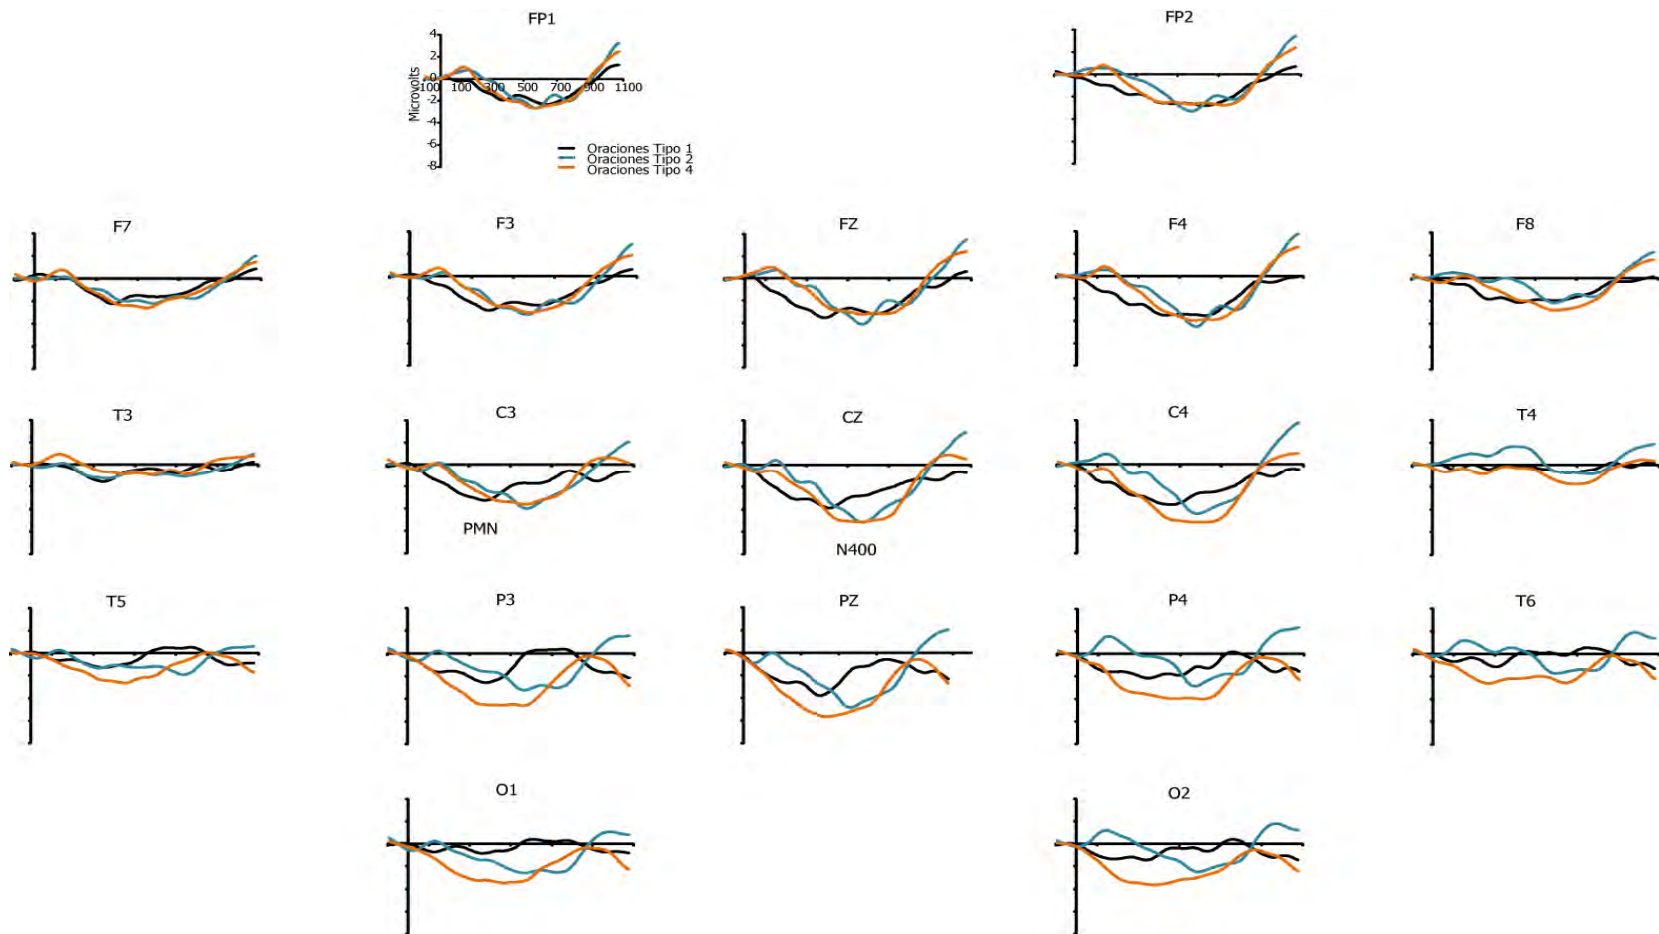 FP1
FP2
4
2
0
-2
-4
-6
-8
Microvolts
-100 100 300 500 700 900 1100
Oraciones Tipo 1
Oraciones Tipo 2
Oraciones Tipo 4
F7
F3
FZ
F4
F8
T3
C3
CZ
C4
T4
PMN
N400
T5
P3
PZ
P4
T6
O1
O2